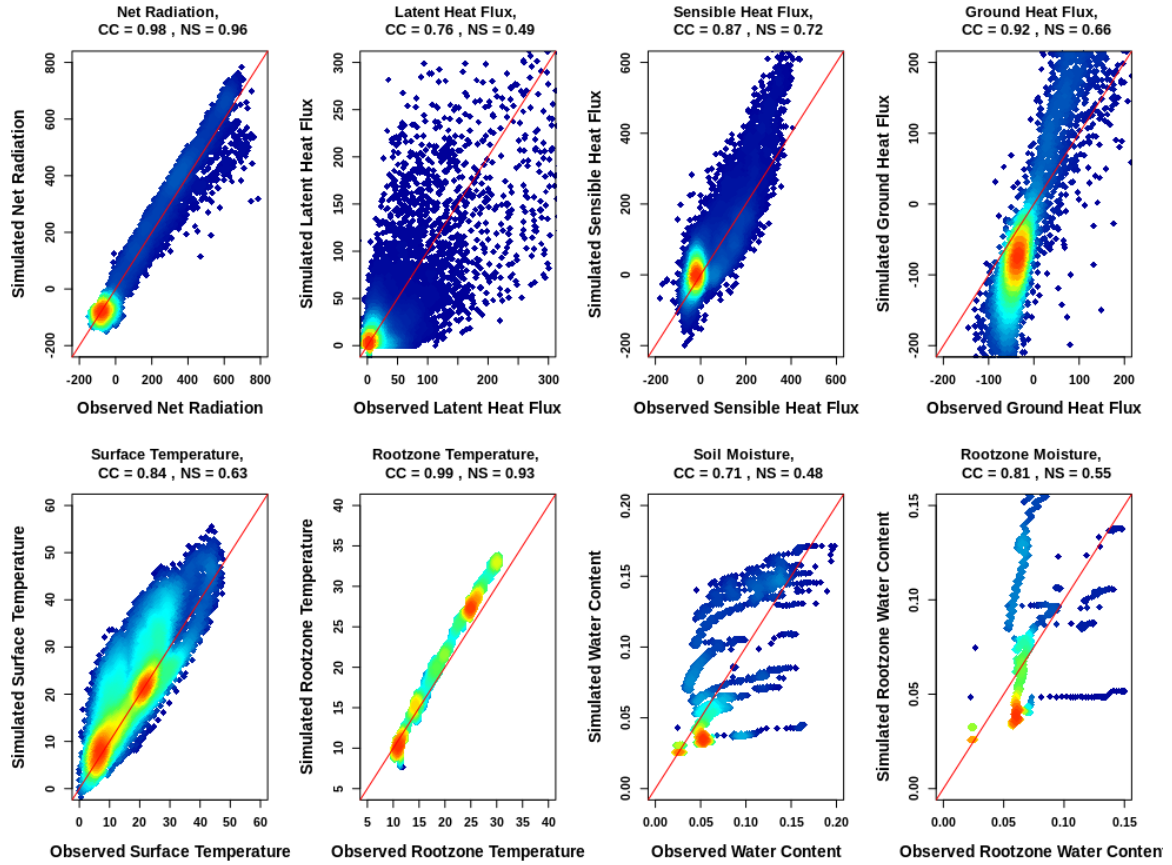 Net Radiation,
CC = 0.98 , NS = 0.96
Simulated Net Radiation
800
600
400
200
0
-200
-200 0 200 400 600 800
Observed Net Radiation
Latent Heat Flux,
CC = 0.76 , NS = 0.49
Simulated Latent Heat Flux
300
250
200
150
100
50
0
0 50 100 150 200 250 300
Observed Latent Heat Flux
Sensible Heat Flux,
CC = 0.87 , NS = 0.72
Simulated Sensible Heat Flux
600
400
200
0
-200
-200 0 200 400 600
Observed Sensible Heat Flux
Ground Heat Flux,
CC = 0.92 , NS = 0.66
Simulated Ground Heat Flux
200
100
0
-100
-200
-200 -100 0 100 200
Observed Ground Heat Flux
Surface Temperature,
CC = 0.84 , NS = 0.63
Simulated Surface Temperature
60
50
40
30
20
10
0
0 10 20 30 40 50 60
Observed Surface Temperature
Rootzone Temperature,
CC = 0.99 , NS = 0.93
Simulated Rootzone Temperature
40
35
30
25
20
15
10
5
5 10 15 20 25 30 35 40
Observed Rootzone Temperature
Soil Moisture,
CC = 0.71 , NS = 0.48
Simulated Water Content
0.20
0.15
0.10
0.05
0.00
0.00 0.05 0.10 0.15 0.20
Observed Water Content
Rootzone Moisture,
CC = 0.81 , NS = 0.55
Simulated Rootzone Water Content
0.15
0.10
0.05
0.00
0.00 0.05 0.10 0.15
Observed Rootzone Water Content